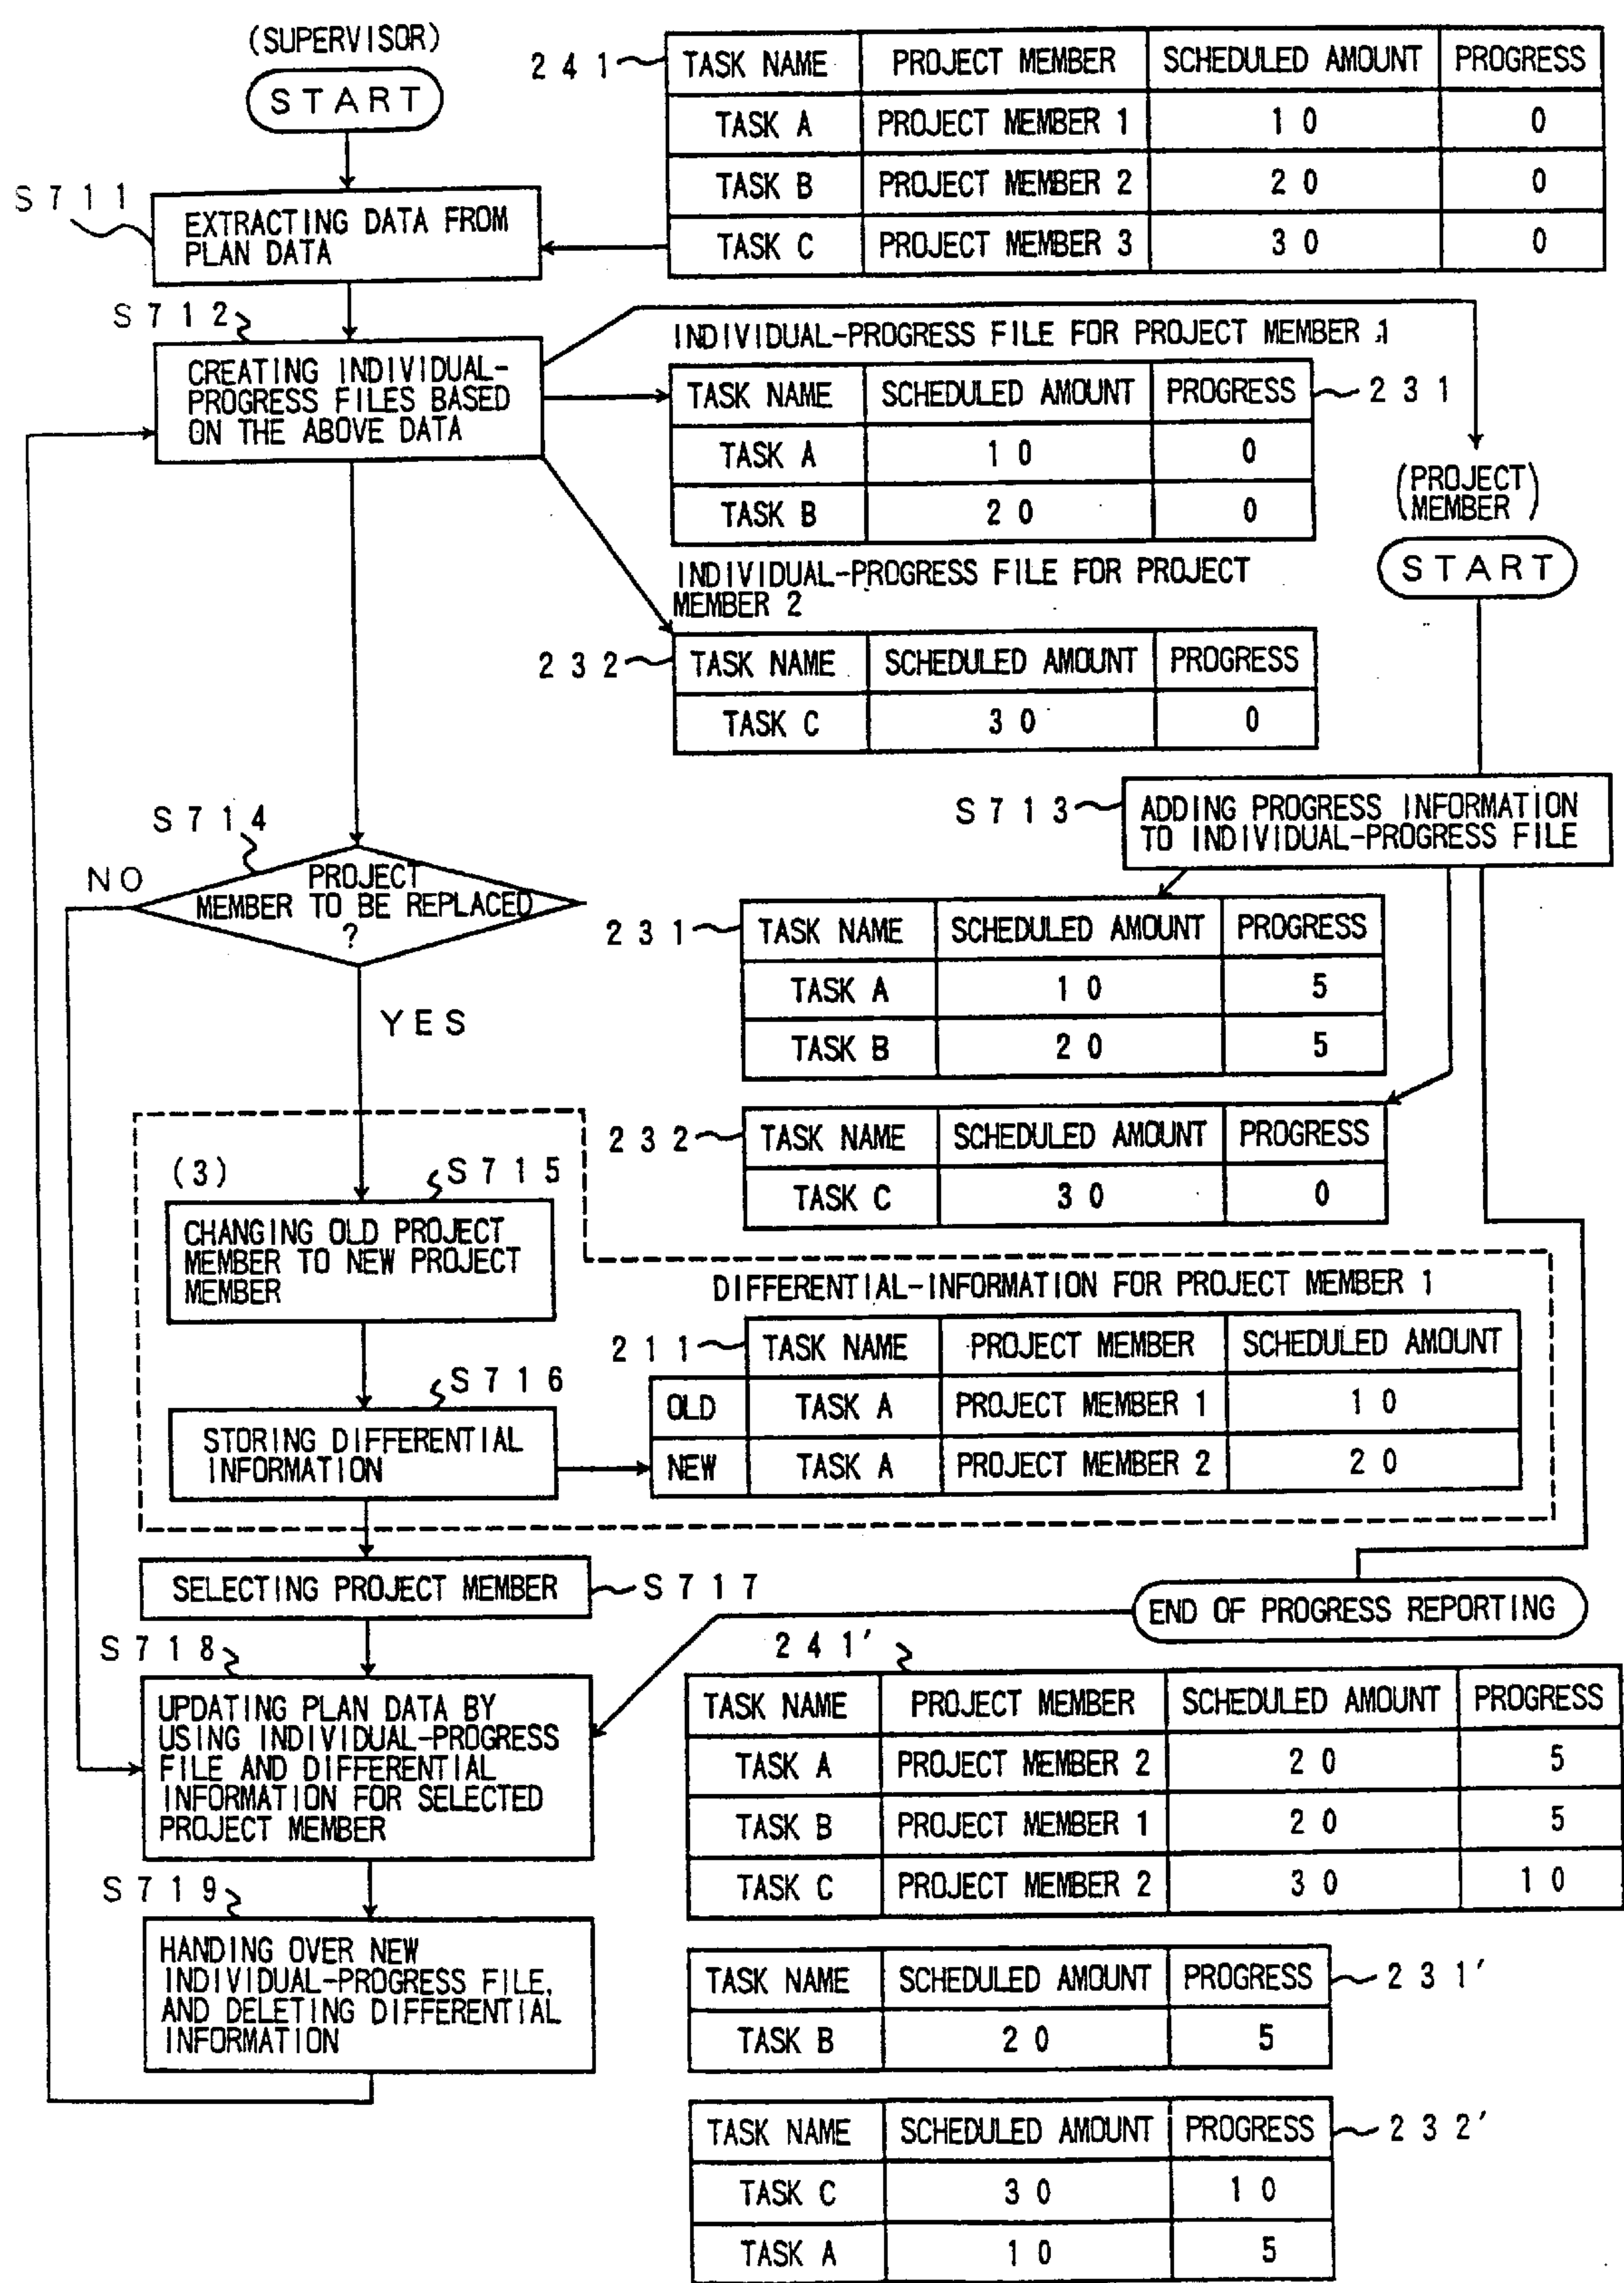 (SUPERVISOR)
START
241
TASK NAME PROJECT MEMBER SCHEDULED AMOUNT PROGRESS
TASK A PROJECT MEMBER 1 10 0
TASK B PROJECT MEMBER 2 20 0
TASK C PROJECT MEMBER 3 30 0
S711
EXTRACTING DATA FROM
PLAN DATA
S712
CREATING INDIVIDUAL-
PROGRESS FILES BASED
ON THE ABOVE DATA
INDIVIDUAL-PROGRESS FILE FOR PROJECT MEMBER 1
TASK NAME SCHEDULED AMOUNT PROGRESS
231
TASK A 10 0
TASK B 20 0
(PROJECT
MEMBER)
START
INDIVIDUAL-PROGRESS FILE FOR PROJECT
MEMBER 2
232
TASK NAME SCHEDULED AMOUNT PROGRESS
TASK C 30 0
S713
ADDING PROGRESS INFORMATION
TO INDIVIDUAL-PROGRESS FILE
S714
NO
PROJECT
MEMBER TO BE REPLACED
?
YES
231
TASK NAME SCHEDULED AMOUNT PROGRESS
TASK A 10 5
TASK B 20 5
232
TASK NAME SCHEDULED AMOUNT PROGRESS
TASK C 30 0
(3)
S715
CHANGING OLD PROJECT
MEMBER TO NEW PROJECT
MEMBER
DIFFERENTIAL-INFORMATION FOR PROJECT MEMBER 1
211
TASK NAME PROJECT MEMBER SCHEDULED AMOUNT
OLD TASK A PROJECT MEMBER 1 10
NEW TASK A PROJECT MEMBER 2 20
S716
STORING DIFFERENTIAL
INFORMATION
SELECTING PROJECT MEMBER
S717
END OF PROGRESS REPORTING
S718
UPDATING PLAN DATA BY
USING INDIVIDUAL-PROGRESS
FILE AND DIFFERENTIAL
INFORMATION FOR SELECTED
PROJECT MEMBER
241'
TASK NAME PROJECT MEMBER SCHEDULED AMOUNT PROGRESS
TASK A PROJECT MEMBER 2 20 5
TASK B PROJECT MEMBER 1 20 5
TASK C PROJECT MEMBER 2 30 10
S719
HANDING OVER NEW
INDIVIDUAL-PROGRESS FILE,
AND DELETING DIFFERENTIAL
INFORMATION
TASK NAME SCHEDULED AMOUNT PROGRESS
231'
TASK B 20 5
TASK NAME SCHEDULED AMOUNT PROGRESS
232'
TASK C 30 10
TASK A 10 5